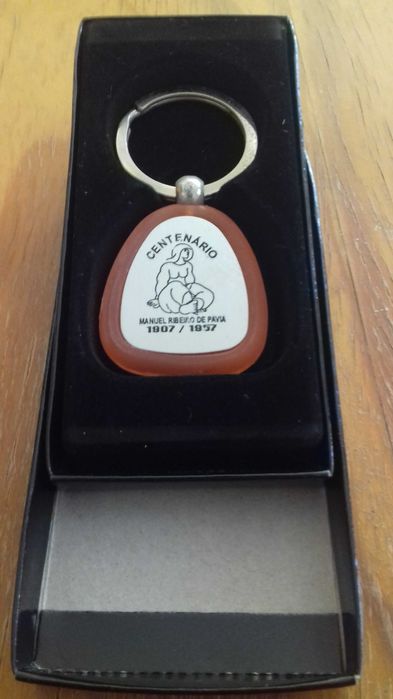 CENTENÁRIO
MANUEL RIBEIRO DE PAVIA
1907 / 1957